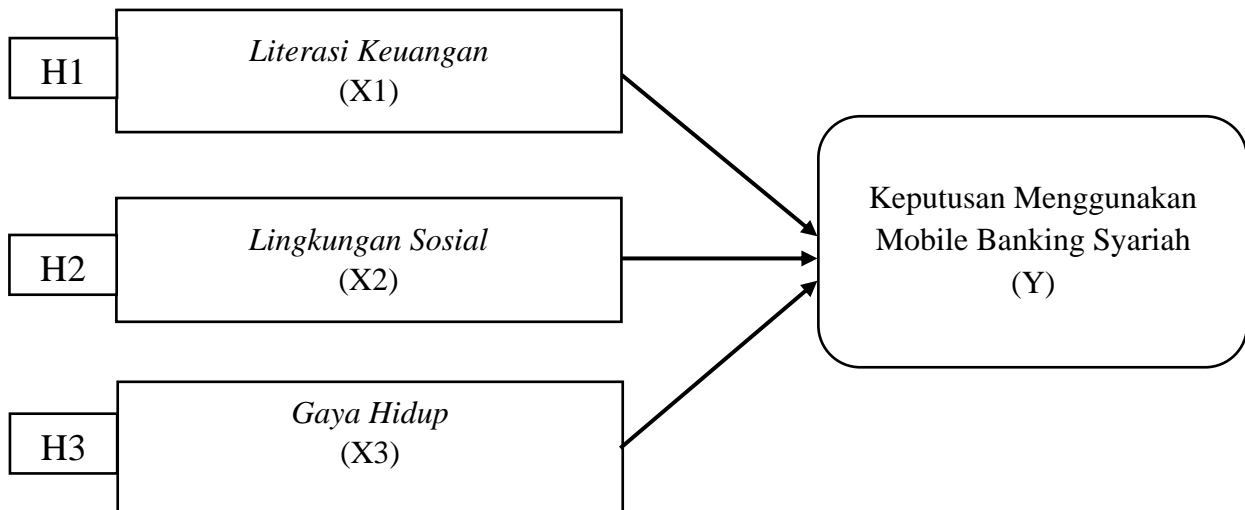 H1
Literasi Keuangan
(X1)
H2
Lingkungan Sosial
(X2)
H3
Gaya Hidup
(X3)
Keputusan Menggunakan
Mobile Banking Syariah
(Y)